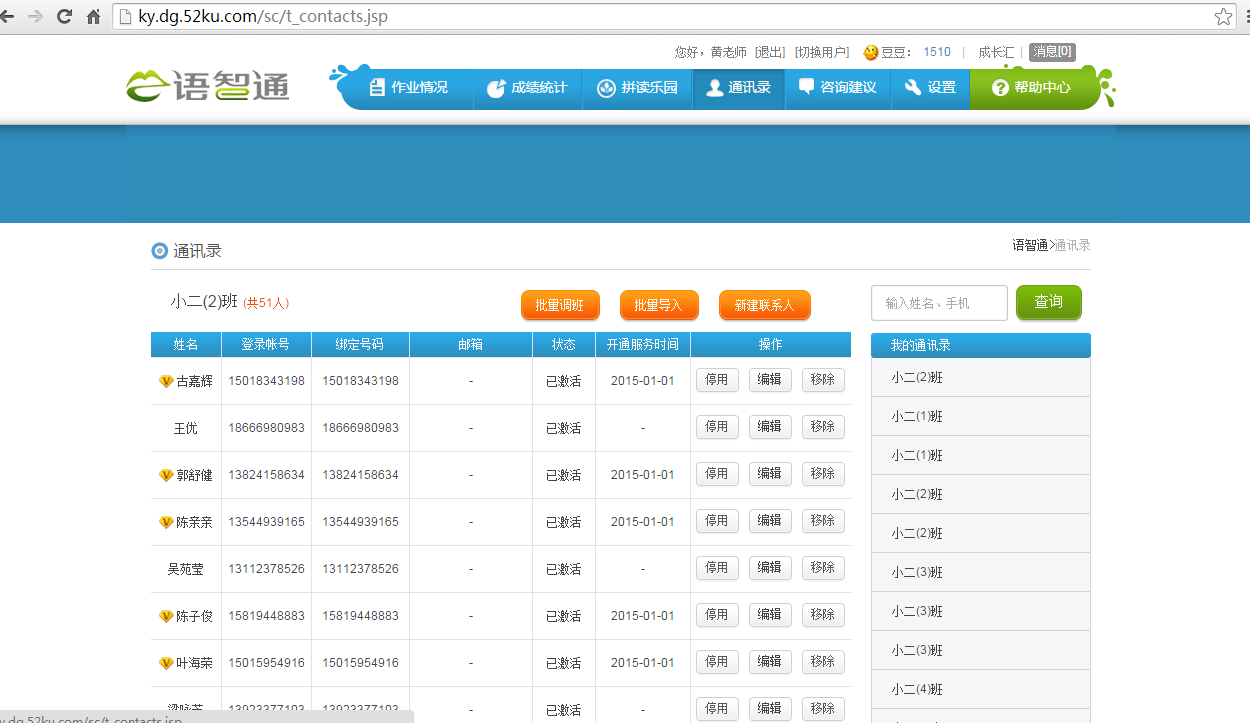 ky.dg.52ku.com/sc/t_contacts.jsp
您好，黄老师 [退出] [切换用户] 豆豆： 1510 | 成长汇 | 消息[0]
语智通 作业情况 成绩统计 拼读乐园 通讯录 咨询建议 设置 帮助中心
通讯录 语智通>通讯录
小二(2)班 (共51人) 批量调班 批量导入 新建联系人 输入姓名、手机 查询
姓名 登录帐号 绑定号码 邮箱 状态 开通服务时间 操作
古嘉辉 15018343198 15018343198 - 已激活 2015-01-01 停用 编辑 移除
王优 18666980983 18666980983 - 已激活 - 停用 编辑 移除
郭舒健 13824158634 13824158634 - 已激活 2015-01-01 停用 编辑 移除
陈亲亲 13544939165 13544939165 - 已激活 2015-01-01 停用 编辑 移除
吴苑莹 13112378526 13112378526 - 已激活 - 停用 编辑 移除
陈子俊 15819448883 15819448883 - 已激活 2015-01-01 停用 编辑 移除
叶海荣 15015954916 15015954916 - 已激活 2015-01-01 停用 编辑 移除
13923377103 13923377103 - 已激活 - 停用 编辑 移除
我的通讯录
小二(2)班
小二(1)班
小二(1)班
小二(2)班
小二(2)班
小二(3)班
小二(3)班
小二(3)班
小二(4)班
y.dg.52ku.com/sc/t_contacts.jsp